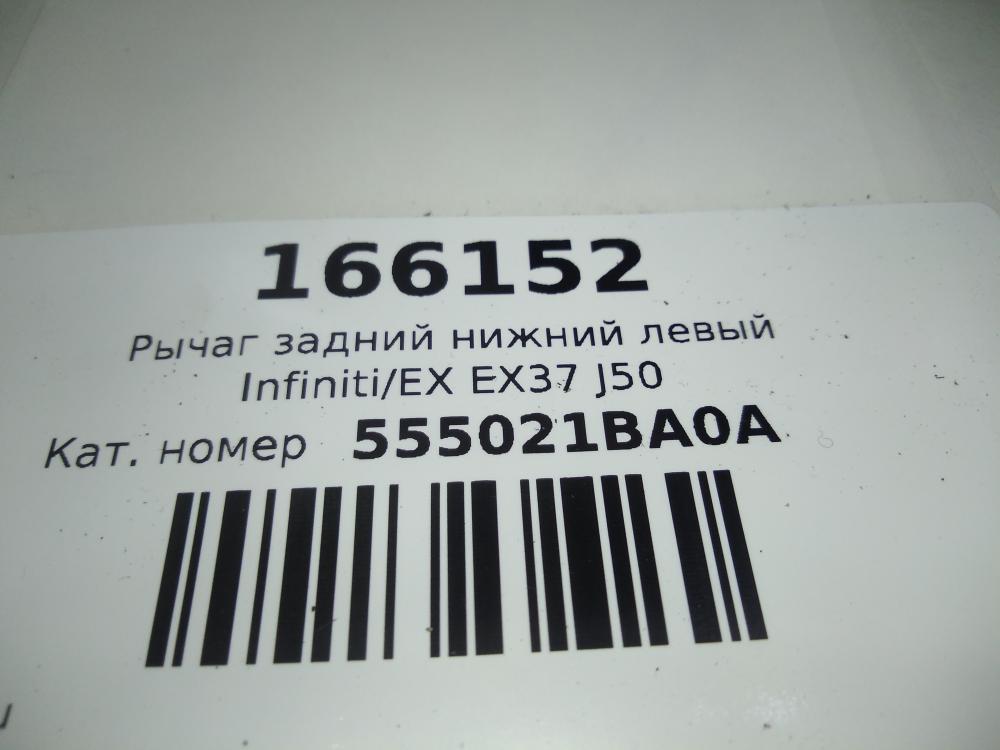 166152
Рычаг задний нижний левый
Infiniti/EX EX37 J50
Кат. номер 555021BA0A